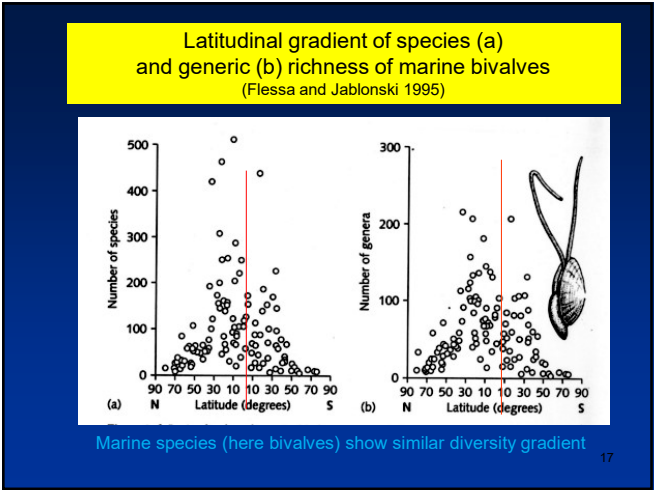 Latitudinal gradient of species (a)
and generic (b) richness of marine bivalves
(Flessa and Jablonski 1995)
500
400
300
200
100
0
Number of species
90 70 50 30 10 10 30 50 70 90
(a) N Latitude (degrees) S
300
200
100
0
Number of genera
90 70 50 30 10 10 30 50 70 90
(b) N Latitude (degrees) S
Marine species (here bivalves) show similar diversity gradient
17